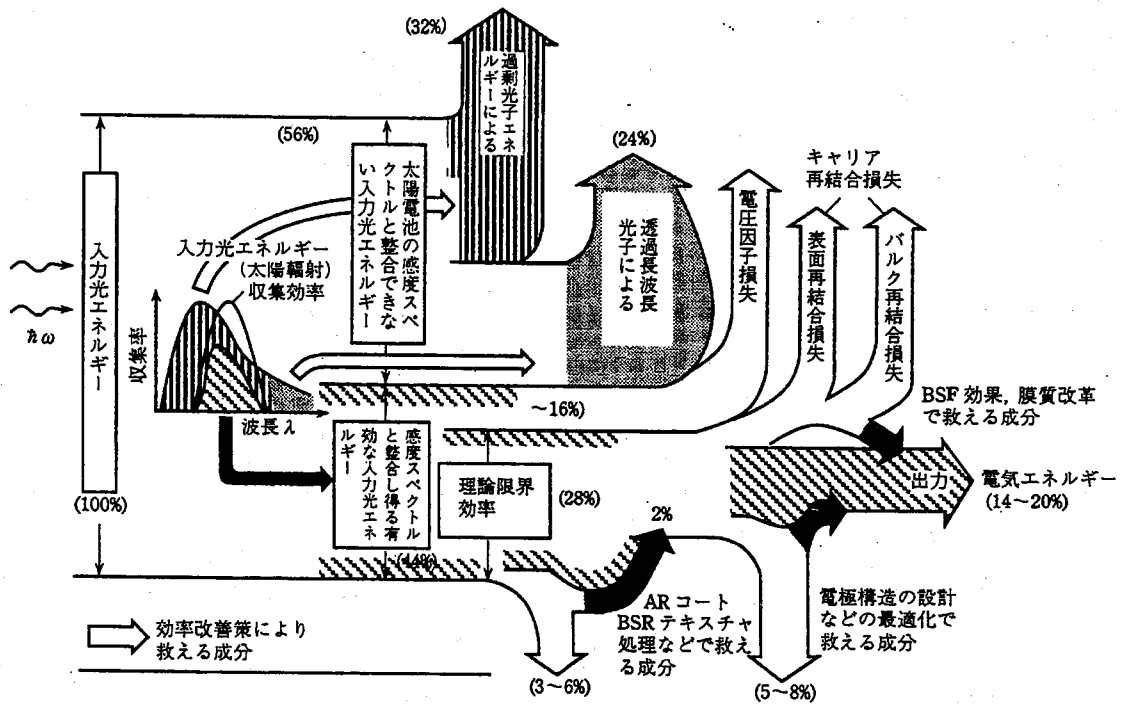 (32%)
過剰光子エネ
ルギーによる
(56%)
(24%)
キャリア
再結合損失
太陽電池の感度スペ
クトルと整合できな
い入力光エネルギー
透過長波長
光子による
電圧因子損失
表面再結合損失
バルク再結合損失
入力光エネルギー
入力光エネルギー
(太陽輻射)
収集効率
ħω
収集率
波長λ
~16%
BSF 効果, 膜質改革
で救える成分
感度スペクトル
と整合し得る有
効な入力光エネ
ルギー
理論限界
効率
(28%)
出力
電気エネルギー
(14~20%)
(100%)
2%
(44%)
ARコート
BSRテキスチャ
処理などで救え
る成分
電極構造の設計
などの最適化で
救える成分
効率改善策により
救える成分
(3~6%)
(5~8%)